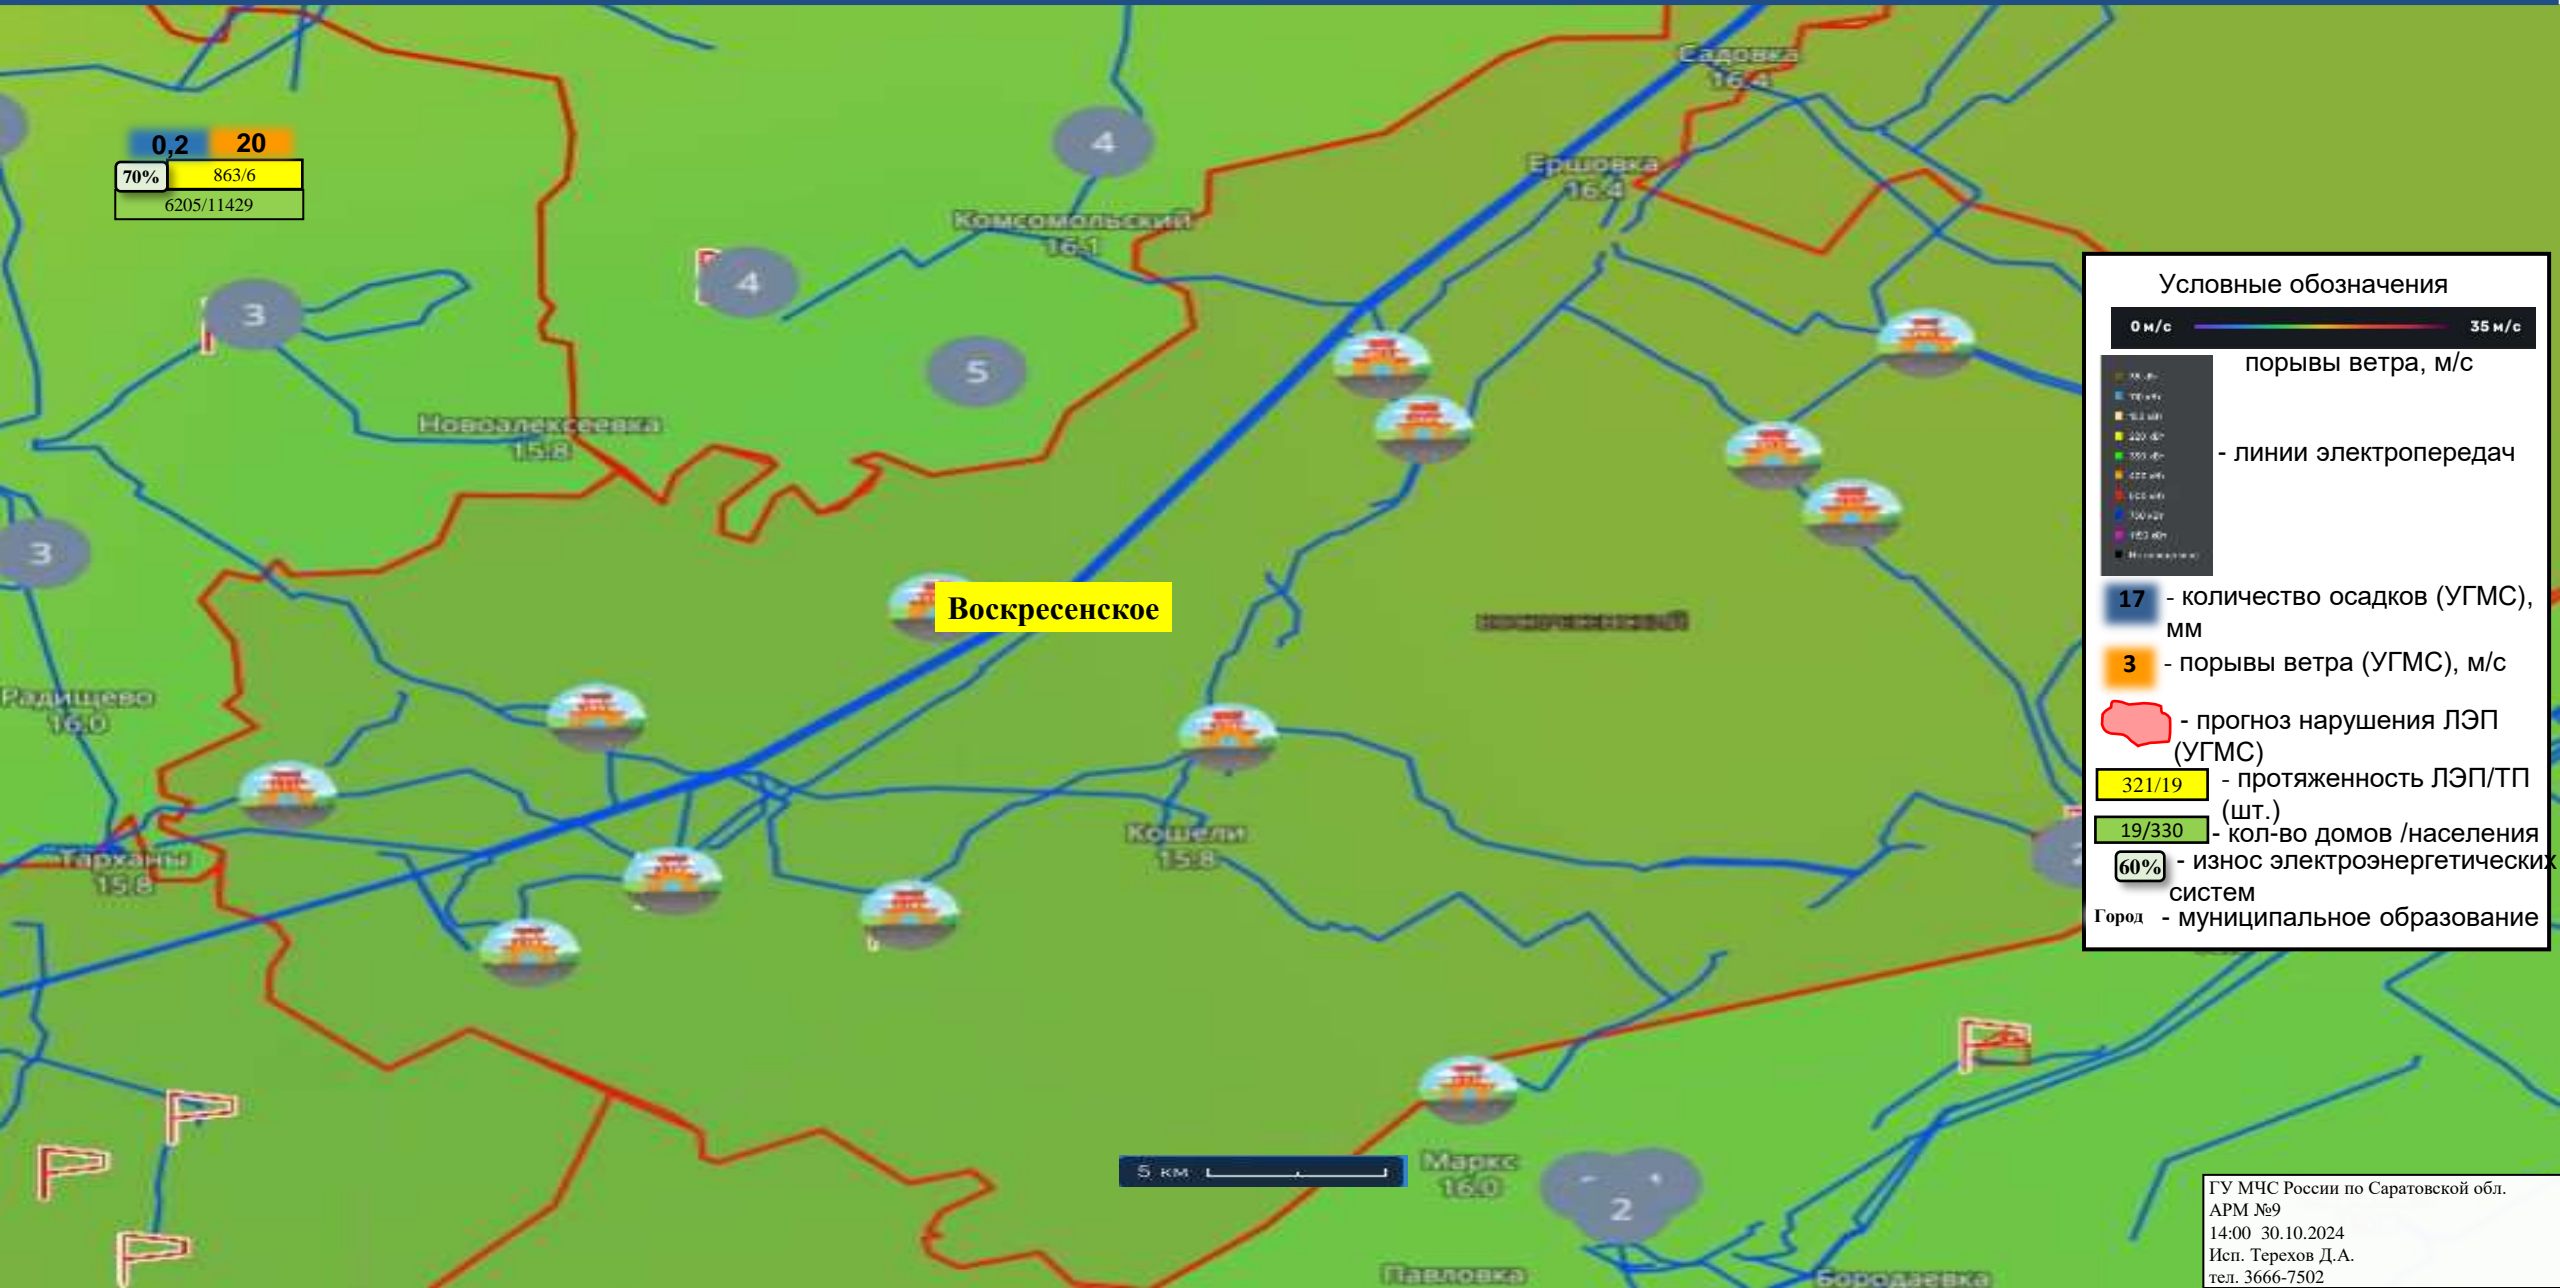 Садовка
16.4
0,2 20
4
Ершовка
16.4
70% 863/6
6205/11429
Комсомольский
16.1
4
3
5
Новоалексеевка
15.8
3
Воскресенское
Радищево
16.0
Кошели
15.8
Тарханы
15.8
5 км
Маркс
16.0
2
Павловка
Бородаевка
Условные обозначения
0 м/с 35 м/с
порывы ветра, м/с
- линии электропередач
17 - количество осадков (УГМС),
мм
3 - порывы ветра (УГМС), м/с
- прогноз нарушения ЛЭП
(УГМС)
321/19 - протяженность ЛЭП/ТП
(шт.)
19/330 - кол-во домов /населения
60% - износ электроэнергетических
систем
Город - муниципальное образование
ГУ МЧС России по Саратовской обл.
АРМ №9
14:00 30.10.2024
Исп. Терехов Д.А.
тел. 3666-7502